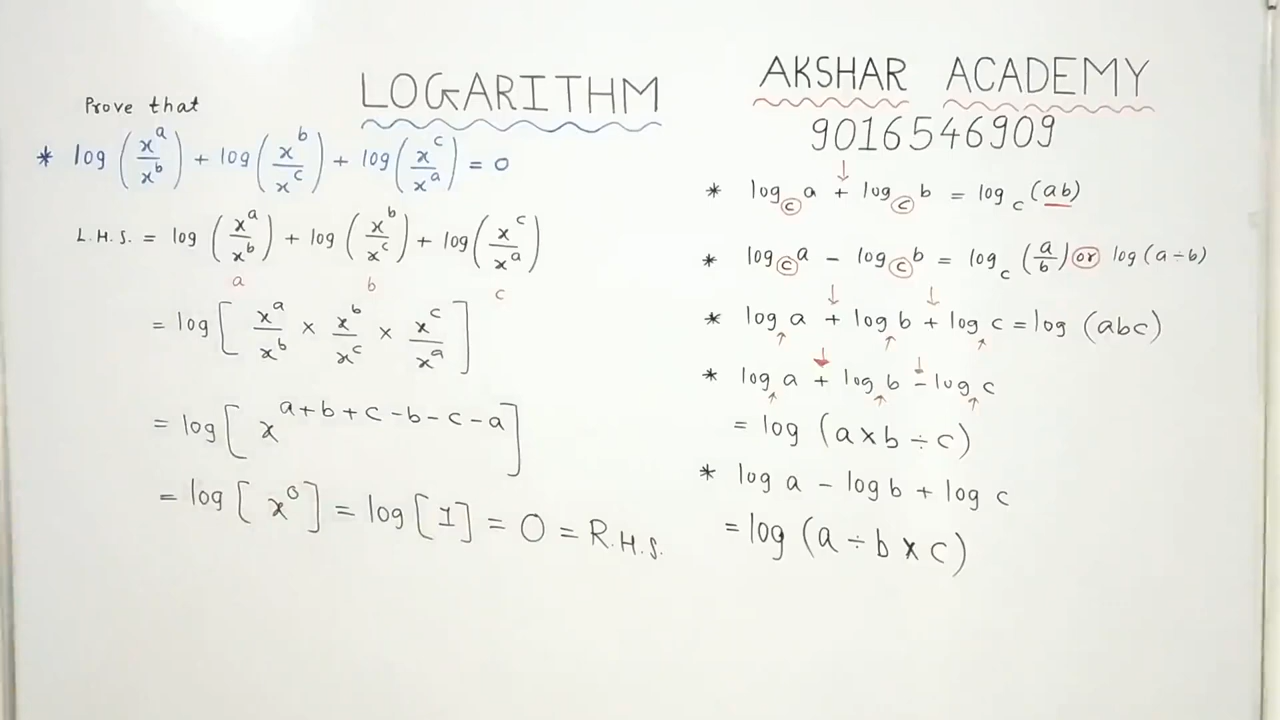 LOGARITHM
Prove that
* log (x^a/x^b) + log (x^b/x^c) + log (x^c/x^a) = 0
L.H.S. = log (x^a/x^b) + log (x^b/x^c) + log (x^c/x^a)
a b c
= log [x^a/x^b × x^b/x^c × x^c/x^a]
= log [x^a+b+c-b-c-a]
= log [x^0] = log [1] = 0 = R.H.S.
AKSHAR ACADEMY
9016546909
* log_c a + log_c b = log_c (ab)
* log_c a - log_c b = log_c (a/b) or log (a÷b)
* log a + log b + log c = log (abc)
* log a + log b - log c
= log (a×b÷c)
* log a - log b + log c
= log (a÷b×c)